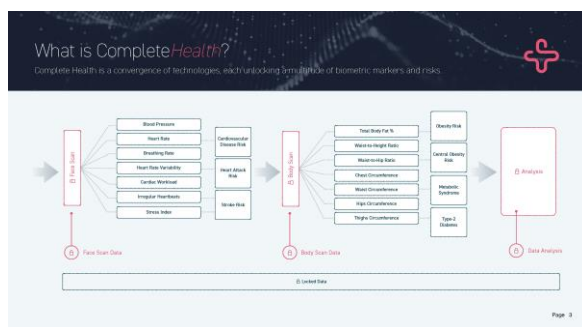 What is CompleteHealth?
Complete Health is a convergence of technologies, each unlocking a multitude of biometric markers and risks.
Face Scan
Blood Pressure
Heart Rate
Breathing Rate
Heart Rate Variability
Cardiac Workload
Irregular Heartbeats
Stress Index
Cardiovascular
Disease Risk
Heart Attack
Risk
Stroke Risk
Body Scan
Total Body Fat %
Waist-to-Height Ratio
Waist-to-Hip Ratio
Chest Circumference
Waist Circumference
Hips Circumference
Thighs Circumference
Obesity Risk
Central Obesity
Risk
Metabolic
Syndrome
Type-2
Diabetes
Analysis
Face Scan Data
Body Scan Data
Data Analysis
Locked Data
Page 3